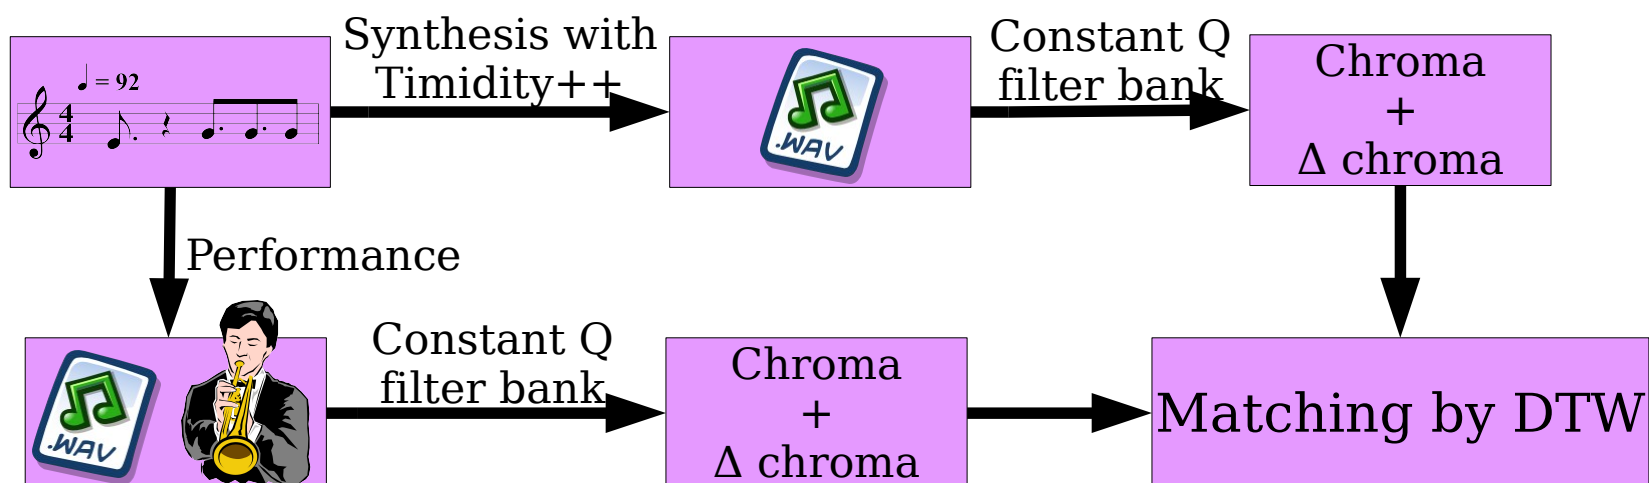 Synthesis with
Timidity++
Constant Q
filter bank
♩ = 92
4
4
.WAV
Chroma
+
Δ chroma
Performance
Constant Q
filter bank
.WAV
Chroma
+
Δ chroma
Matching by DTW